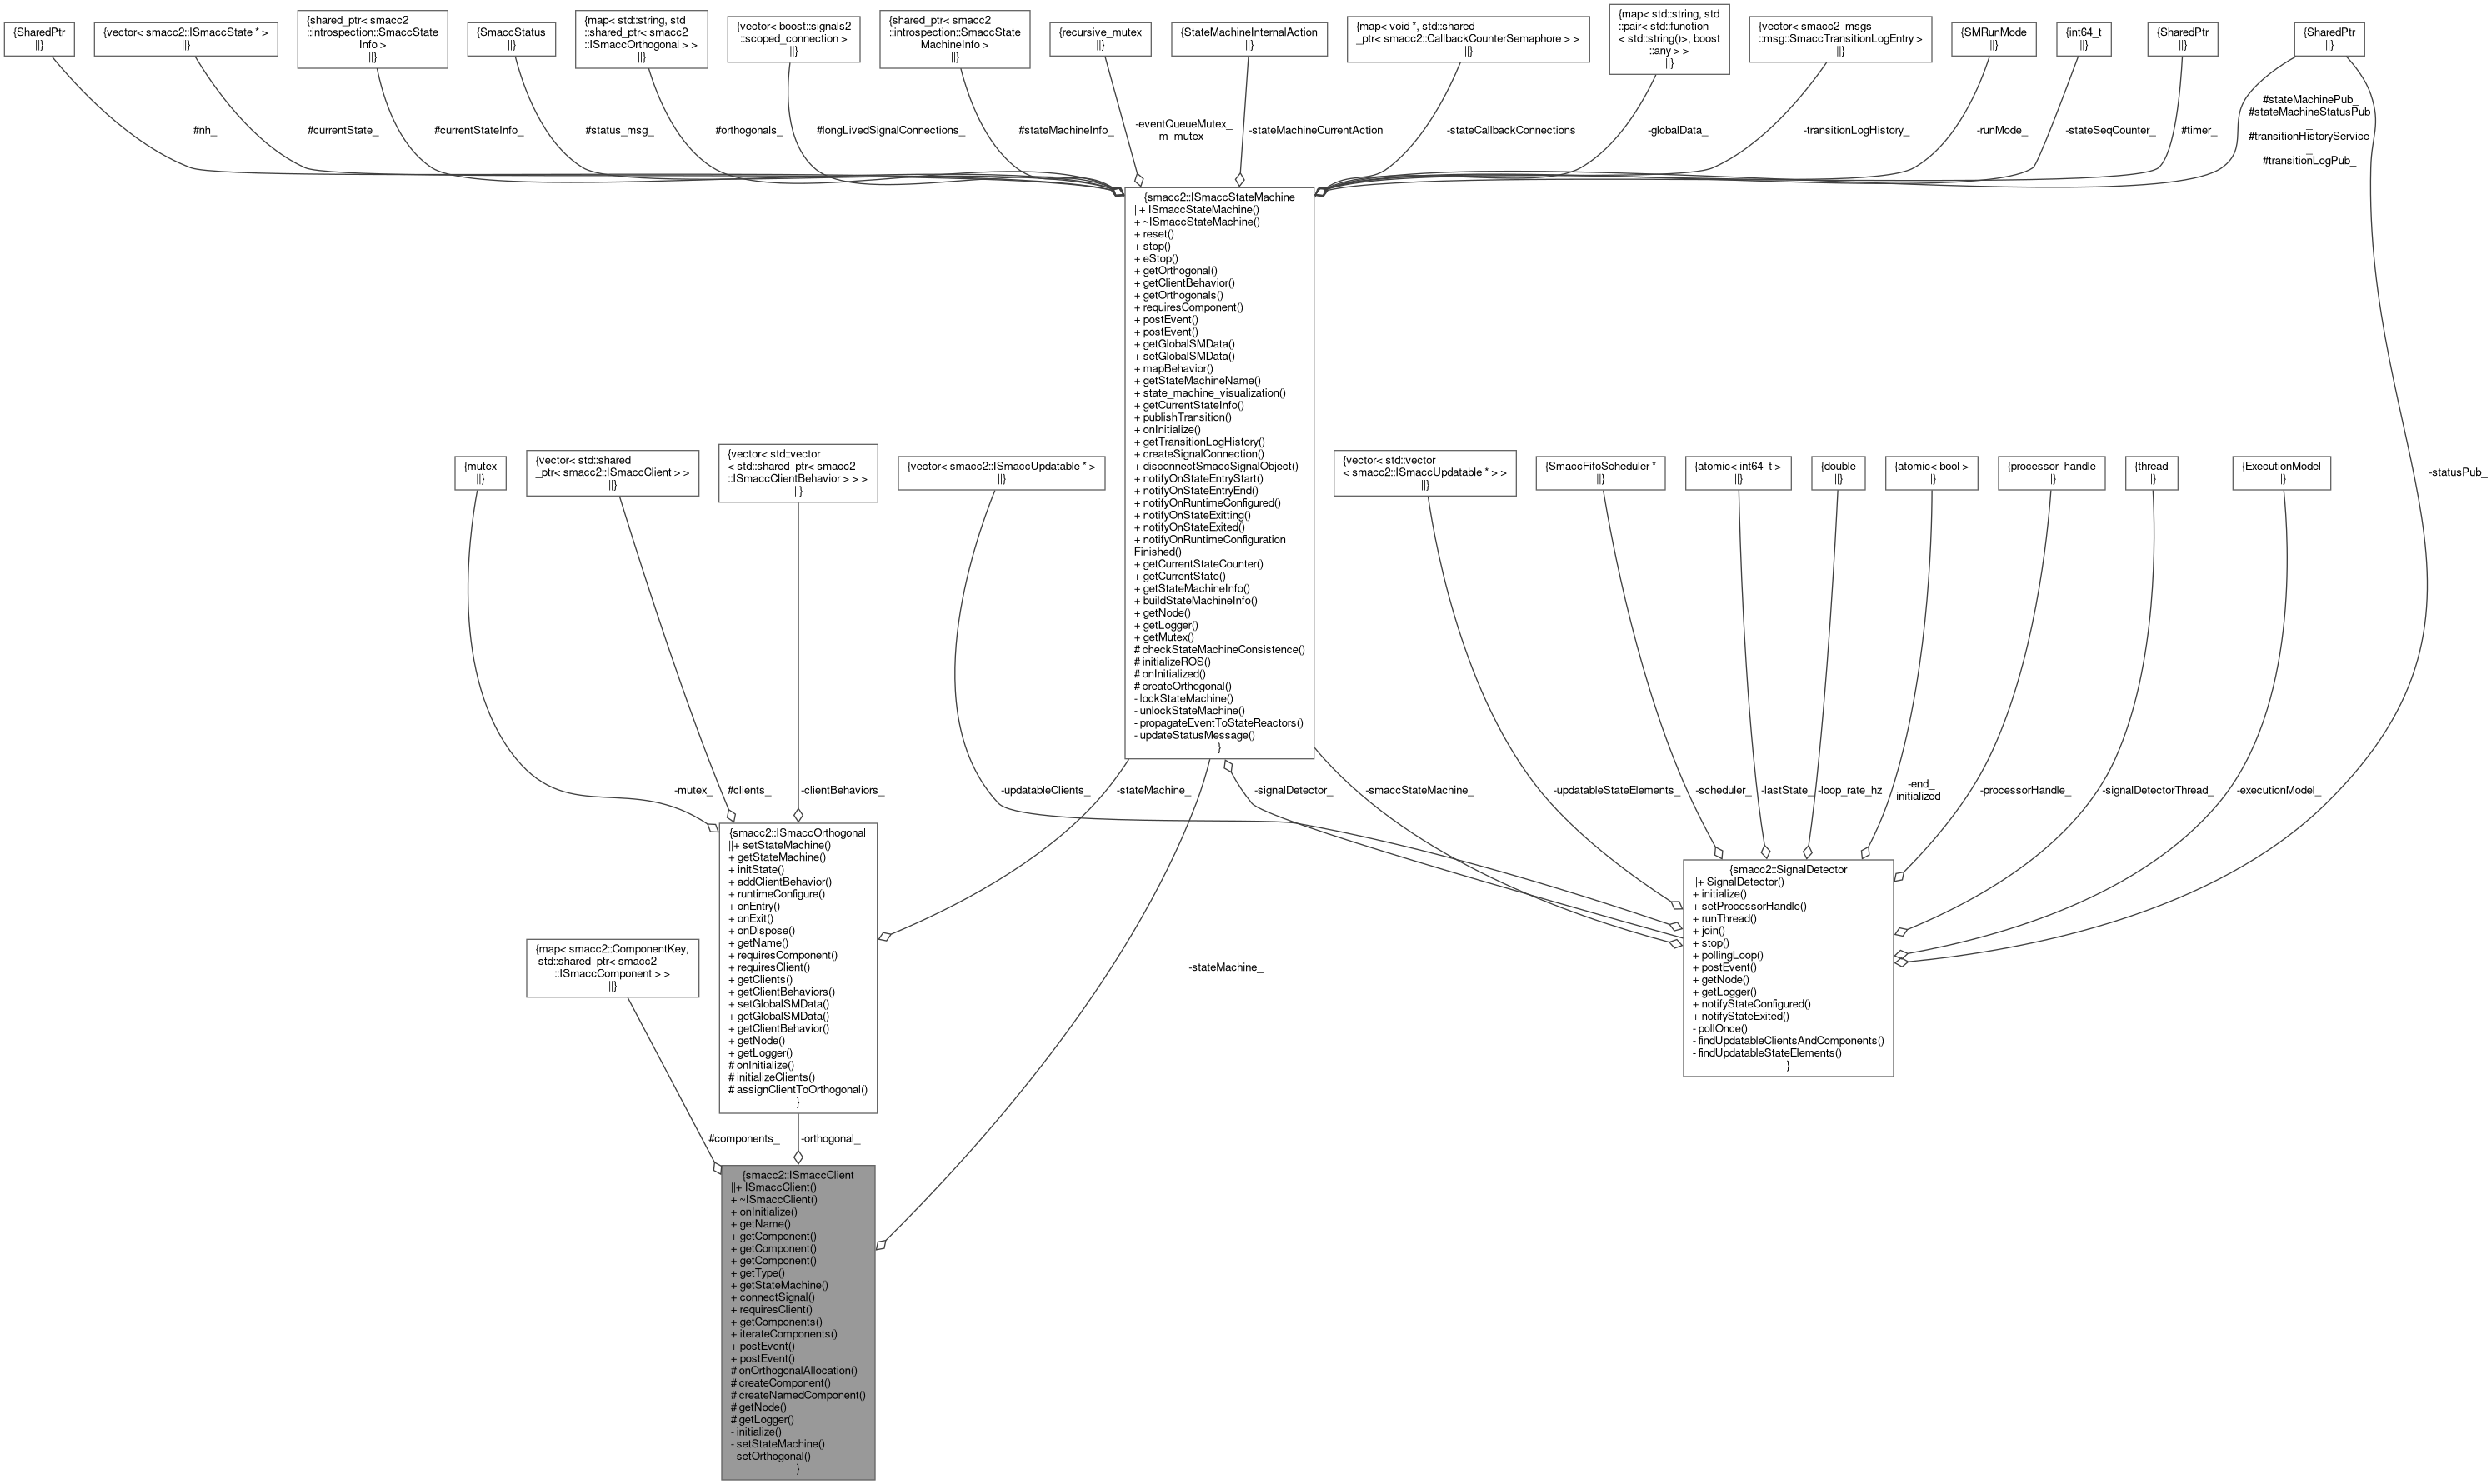 {SharedPtr
||}
{vector< smacc2::ISmaccState * >
||}
{shared_ptr< smacc2
::introspection::SmaccState
Info >
||}
{SmaccStatus
||}
{map< std::string, std
::shared_ptr< smacc2
::ISmaccOrthogonal > >
||}
{vector< boost::signals2
::scoped_connection >
||}
{shared_ptr< smacc2
::introspection::SmaccState
MachineInfo >
||}
{recursive_mutex
||}
{StateMachineInternalAction
||}
{map< void *, std::shared
_ptr< smacc2::CallbackCounterSemaphore > >
||}
{map< std::string, std
::pair< std::function
< std::string()>, boost
::any > >
||}
{vector< smacc2_msgs
::msg::SmaccTransitionLogEntry >
||}
{SMRunMode
||}
{int64_t
||}
{SharedPtr
||}
{SharedPtr
||}
#nh_
#currentState_
#currentStateInfo_
#status_msg_
#orthogonals_
#longLivedSignalConnections_
#stateMachineInfo_
-eventQueueMutex_
-m_mutex_
-stateMachineCurrentAction
-stateCallbackConnections
-globalData_
-transitionLogHistory_
-runMode_
-stateSeqCounter_
#timer_
#stateMachinePub_
#stateMachineStatusPub
_
#transitionHistoryService
_
#transitionLogPub_
{smacc2::ISmaccStateMachine
||+ ISmaccStateMachine()
+ ~ISmaccStateMachine()
+ reset()
+ stop()
+ eStop()
+ getOrthogonal()
+ getClientBehavior()
+ getOrthogonals()
+ requiresComponent()
+ postEvent()
+ postEvent()
+ getGlobalSMData()
+ setGlobalSMData()
+ mapBehavior()
+ getStateMachineName()
+ state_machine_visualization()
+ getCurrentStateInfo()
+ publishTransition()
+ onInitialize()
+ getTransitionLogHistory()
+ createSignalConnection()
+ disconnectSmaccSignalObject()
+ notifyOnStateEntryStart()
+ notifyOnStateEntryEnd()
+ notifyOnRuntimeConfigured()
+ notifyOnStateExitting()
+ notifyOnStateExited()
+ notifyOnRuntimeConfiguration
Finished()
+ getCurrentStateCounter()
+ getCurrentState()
+ getStateMachineInfo()
+ buildStateMachineInfo()
+ getNode()
+ getLogger()
+ getMutex()
# checkStateMachineConsistence()
# initializeROS()
# onInitialized()
# createOrthogonal()
- lockStateMachine()
- unlockStateMachine()
- propagateEventToStateReactors()
- updateStatusMessage()
}
{mutex
||}
{vector< std::shared
_ptr< smacc2::ISmaccClient > >
||}
{vector< std::vector
< std::shared_ptr< smacc2
::ISmaccClientBehavior > > >
||}
{vector< smacc2::ISmaccUpdatable * >
||}
{vector< std::vector
< smacc2::ISmaccUpdatable * > >
||}
{SmaccFifoScheduler *
||}
{atomic< int64_t >
||}
{double
||}
{atomic< bool >
||}
{processor_handle
||}
{thread
||}
{ExecutionModel
||}
-statusPub_
-mutex_
#clients_
-clientBehaviors_
-updatableClients_
-stateMachine_
-signalDetector_
-smaccStateMachine_
-updatableStateElements_
-scheduler_
-lastState_
-loop_rate_hz
-end_
-initialized_
-processorHandle_
-signalDetectorThread_
-executionModel_
{smacc2::ISmaccOrthogonal
||+ setStateMachine()
+ getStateMachine()
+ initState()
+ addClientBehavior()
+ runtimeConfigure()
+ onEntry()
+ onExit()
+ onDispose()
+ getName()
+ requiresComponent()
+ requiresClient()
+ getClients()
+ getClientBehaviors()
+ setGlobalSMData()
+ getGlobalSMData()
+ getClientBehavior()
+ getNode()
+ getLogger()
# onInitialize()
# initializeClients()
# assignClientToOrthogonal()
}
{smacc2::SignalDetector
||+ SignalDetector()
+ initialize()
+ setProcessorHandle()
+ runThread()
+ join()
+ stop()
+ pollingLoop()
+ postEvent()
+ getNode()
+ getLogger()
+ notifyStateConfigured()
+ notifyStateExited()
- pollOnce()
- findUpdatableClientsAndComponents()
- findUpdatableStateElements()
}
{map< smacc2::ComponentKey,
std::shared_ptr< smacc2
::ISmaccComponent > >
||}
-stateMachine_
#components_
-orthogonal_
{smacc2::ISmaccClient
||+ ISmaccClient()
+ ~ISmaccClient()
+ onInitialize()
+ getName()
+ getComponent()
+ getComponent()
+ getComponent()
+ getType()
+ getStateMachine()
+ connectSignal()
+ requiresClient()
+ getComponents()
+ iterateComponents()
+ postEvent()
+ postEvent()
# onOrthogonalAllocation()
# createComponent()
# createNamedComponent()
# getNode()
# getLogger()
- initialize()
- setStateMachine()
- setOrthogonal()
}